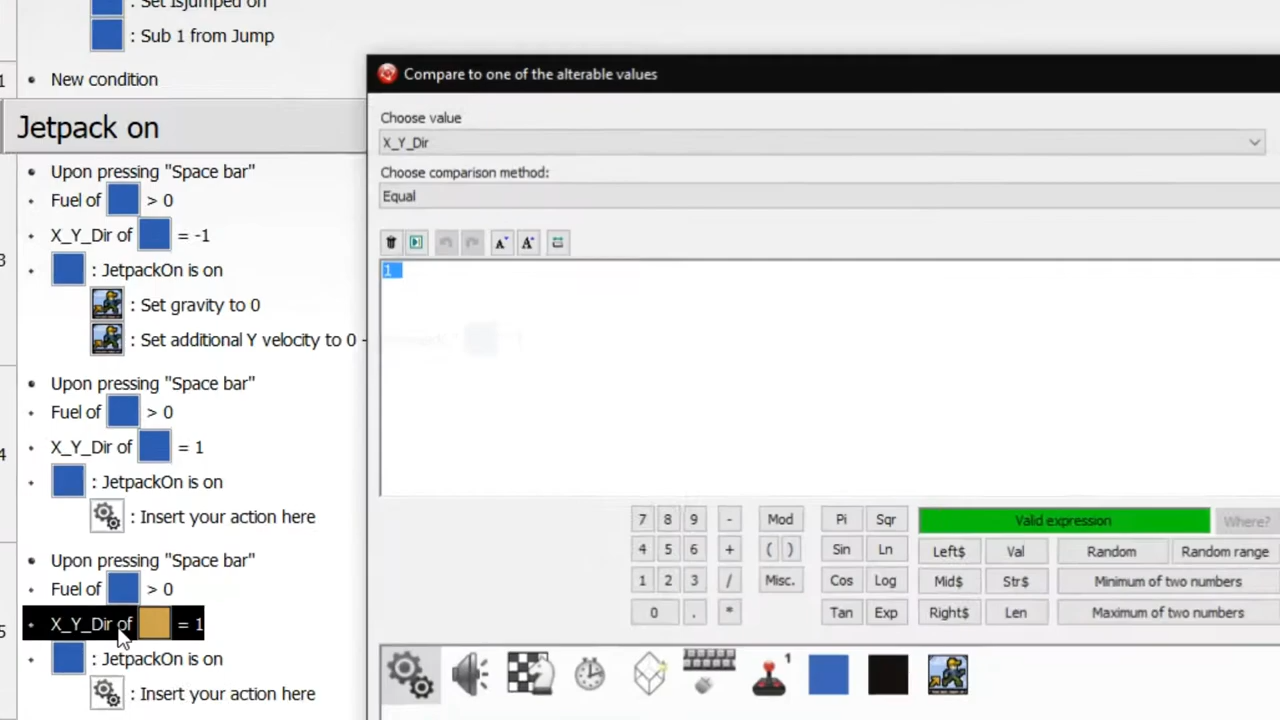 : Set Isjumped on
: Sub 1 from Jump
1
• New condition
Jetpack on
• Upon pressing "Space bar"
• Fuel of > 0
• X_Y_Dir of = -1
3
• : JetpackOn is on
: Set gravity to 0
: Set additional Y velocity to 0 -
• Upon pressing "Space bar"
• Fuel of > 0
• X_Y_Dir of = 1
4
• : JetpackOn is on
: Insert your action here
• Upon pressing "Space bar"
• Fuel of > 0
• X_Y_Dir of = 1
5
• : JetpackOn is on
: Insert your action here
Compare to one of the alterable values
Choose value
X_Y_Dir
Choose comparison method:
Equal
A A
1
7 8 9 - Mod Pi Sqr Valid expression Where?
4 5 6 + ( ) Sin Ln Left$ Val Random Random range
1 2 3 / Misc. Cos Log Mid$ Str$ Minimum of two numbers
0 . * Tan Exp Right$ Len Maximum of two numbers
1